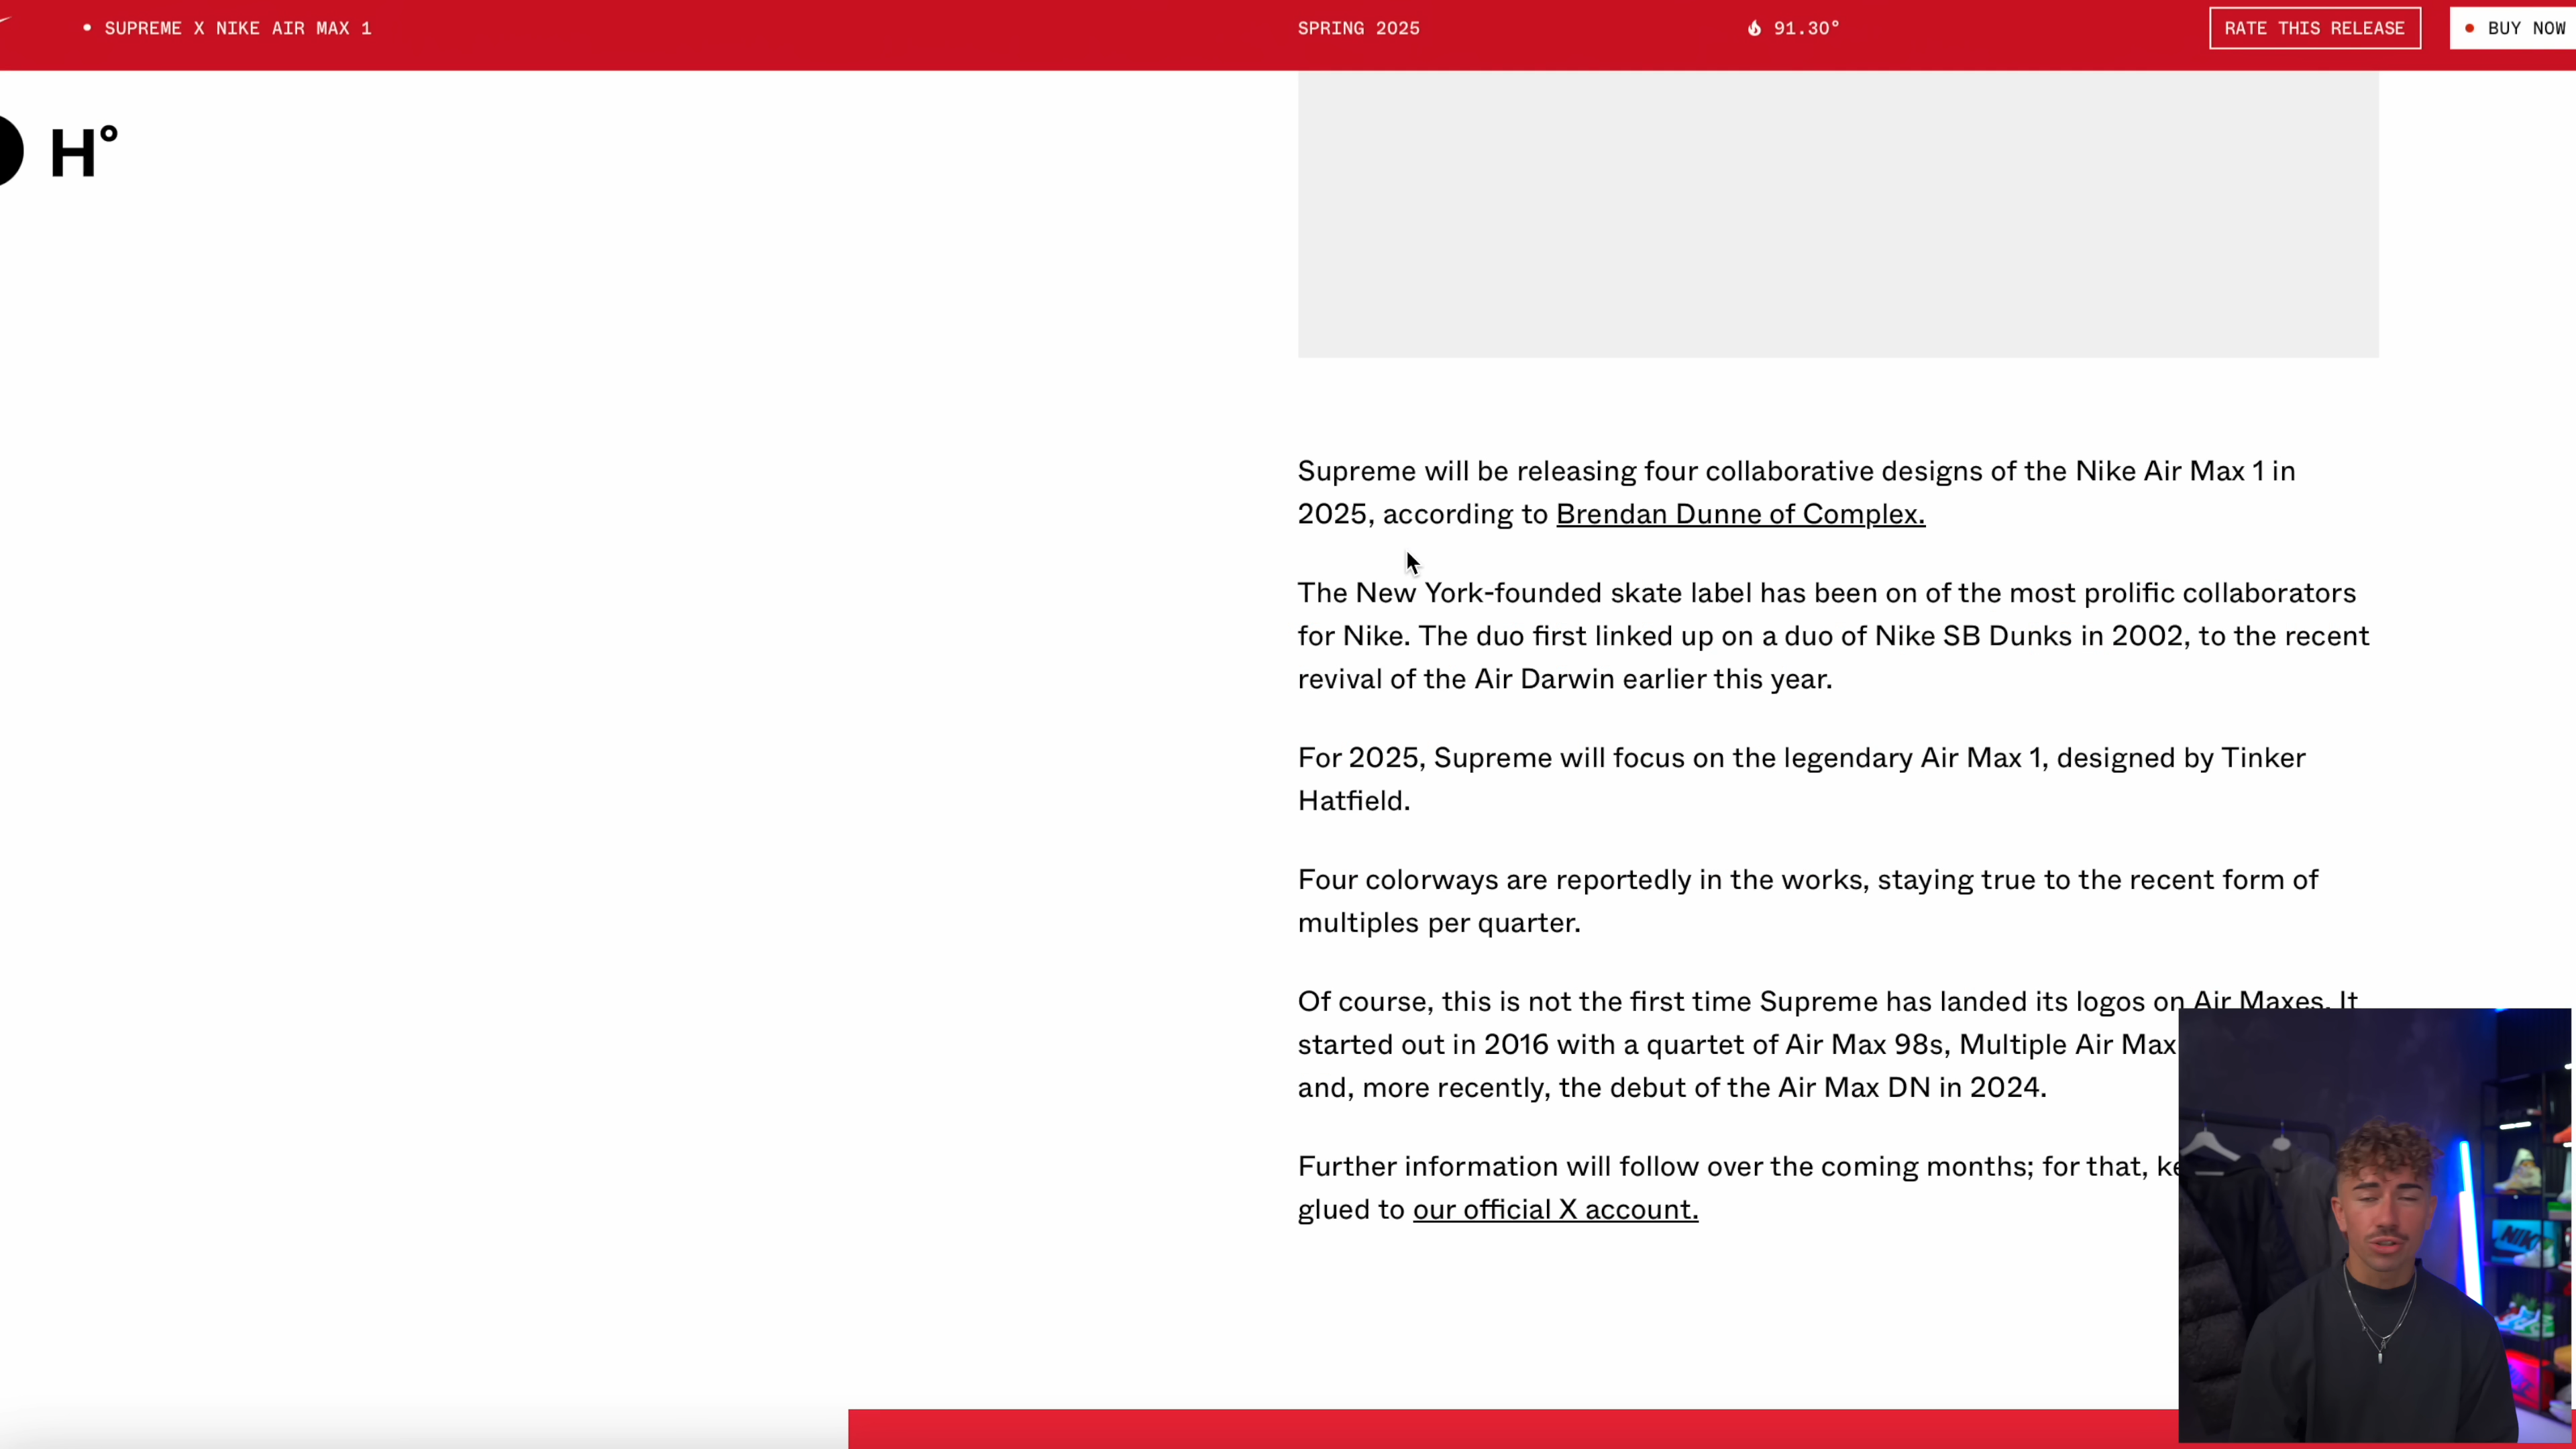 SUPREME X NIKE AIR MAX 1
SPRING 2025
91.30°
RATE THIS RELEASE
BUY NOW
H°
Supreme will be releasing four collaborative designs of the Nike Air Max 1 in
2025, according to Brendan Dunne of Complex.
The New York-founded skate label has been on of the most prolific collaborators
for Nike. The duo first linked up on a duo of Nike SB Dunks in 2002, to the recent
revival of the Air Darwin earlier this year.
For 2025, Supreme will focus on the legendary Air Max 1, designed by Tinker
Hatfield.
Four colorways are reportedly in the works, staying true to the recent form of
multiples per quarter.
Of course, this is not the first time Supreme has landed its logos on Air Maxes. It
started out in 2016 with a quartet of Air Max 98s, Multiple Air Max
and, more recently, the debut of the Air Max DN in 2024.
Further information will follow over the coming months; for that, ke
glued to our official X account.
NIKE